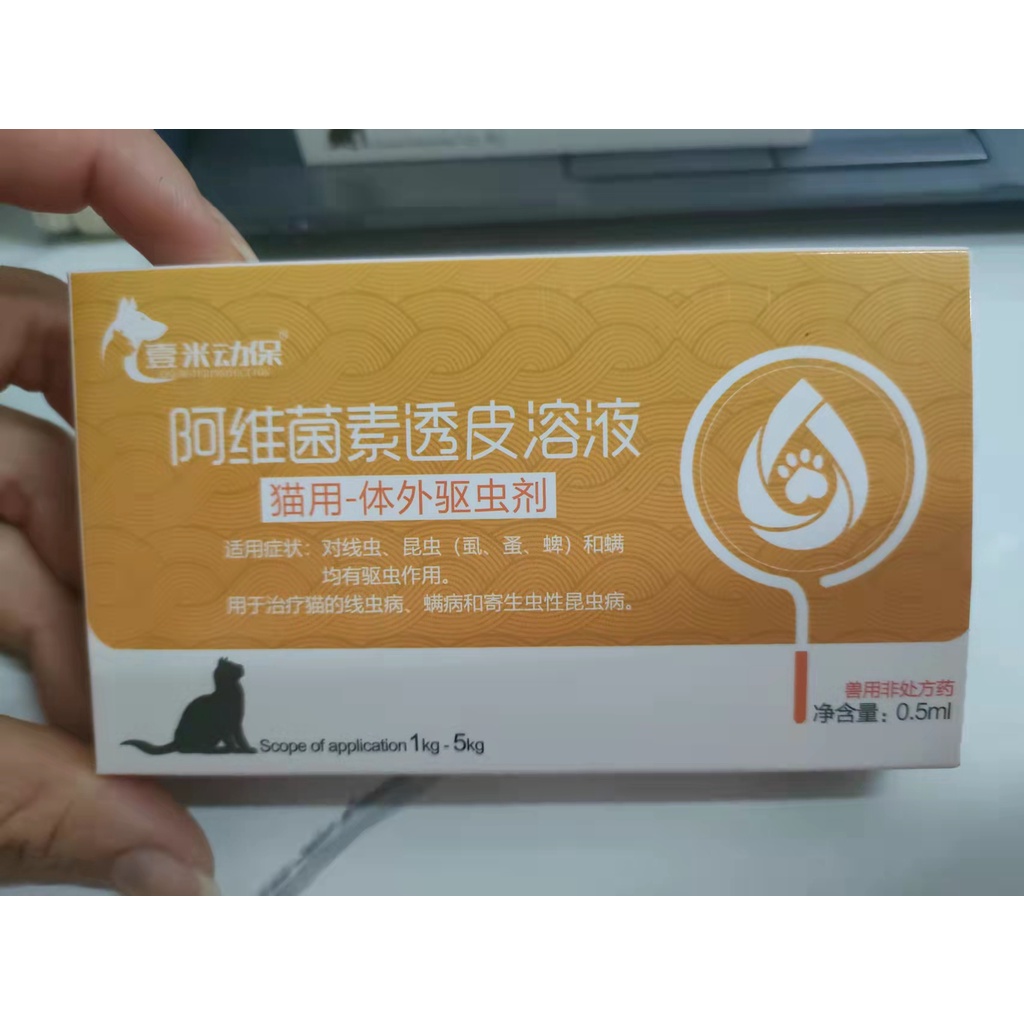 壹米动保®
阿维菌素透皮溶液
猫用-体外驱虫剂
适用症状：对线虫、昆虫（虱、蚤、蜱）和螨
均有驱虫作用。
用于治疗猫的线虫病、螨病和寄生虫性昆虫病。
兽用非处方药
净含量：0.5ml
Scope of application 1kg - 5kg